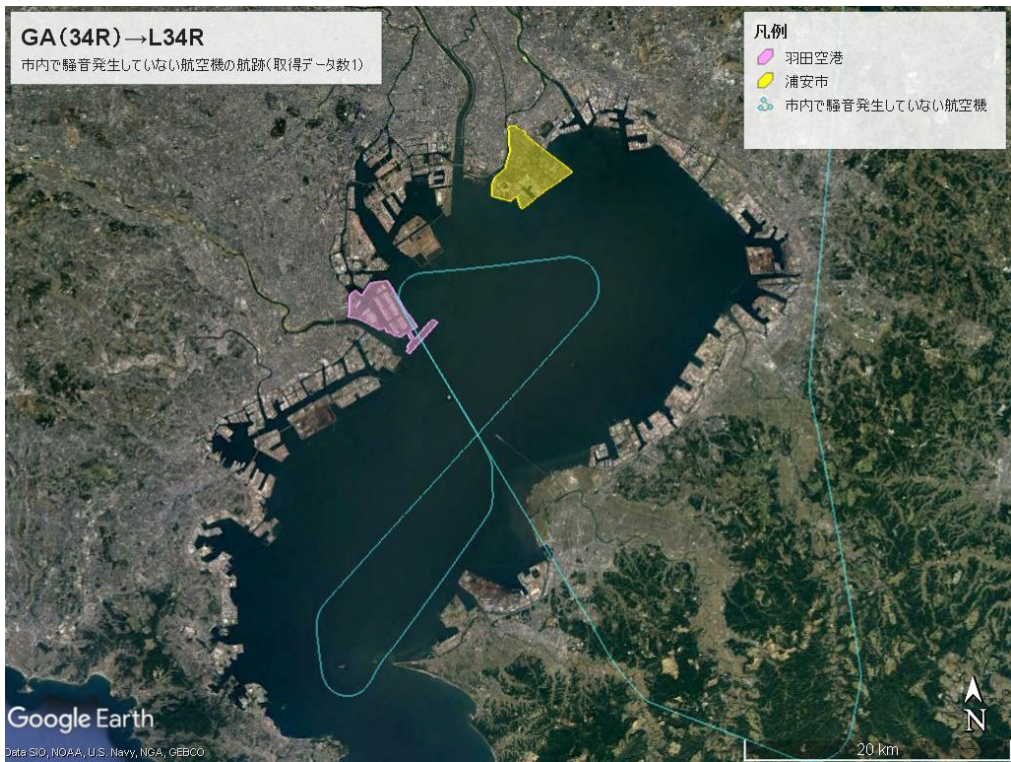 GA(34R)→L34R
市内で騒音発生していない航空機の航跡(取得データ数1)
凡例
羽田空港
浦安市
市内で騒音発生していない航空機
N
20 km
Google Earth
Data SIO, NOAA, U.S. Navy, NGA, GEBCO